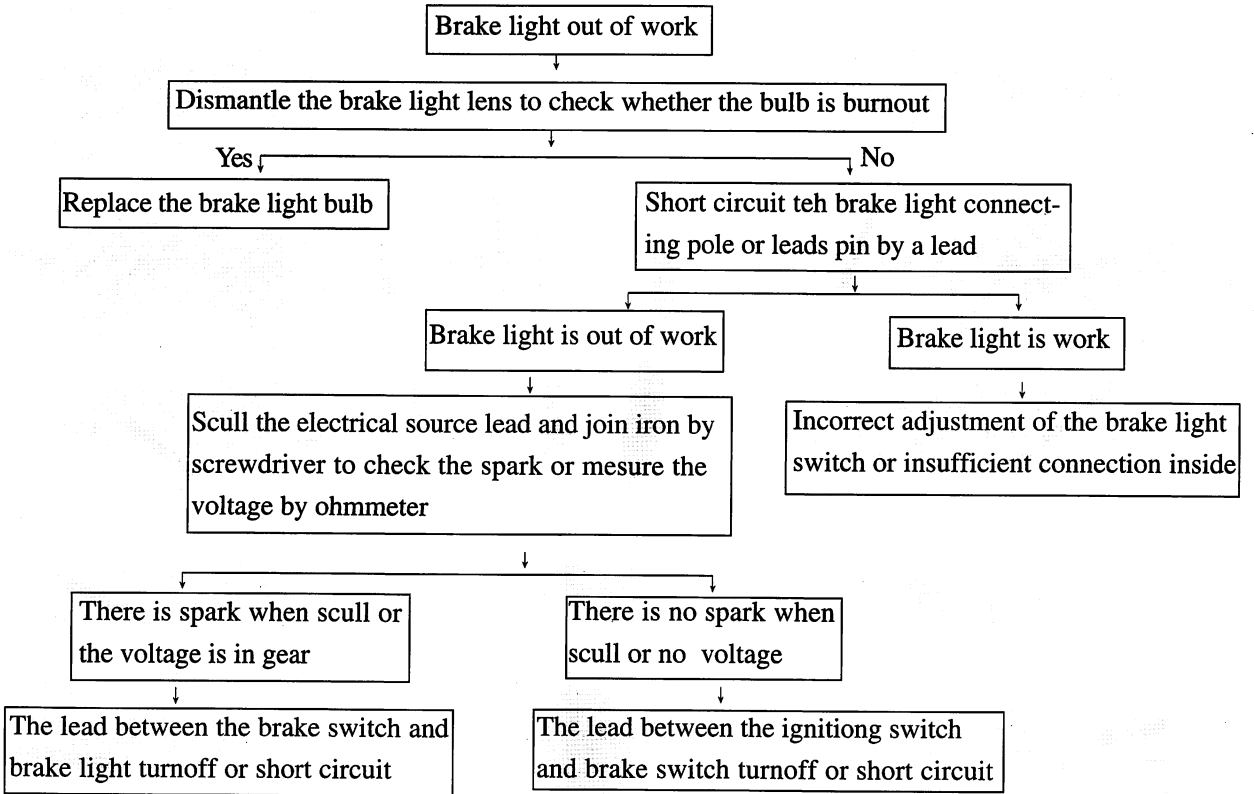 Brake light out of work
Dismantle the brake light lens to check whether the bulb is burnout
Yes
No
Replace the brake light bulb
Short circuit teh brake light connect-
ing pole or leads pin by a lead
Brake light is out of work
Brake light is work
Scull the electrical source lead and join iron by
screwdriver to check the spark or mesure the
voltage by ohmmeter
Incorrect adjustment of the brake light
switch or insufficient connection inside
There is spark when scull or
the voltage is in gear
There is no spark when
scull or no voltage
The lead between the brake switch and
brake light turnoff or short circuit
The lead between the ignitiong switch
and brake switch turnoff or short circuit